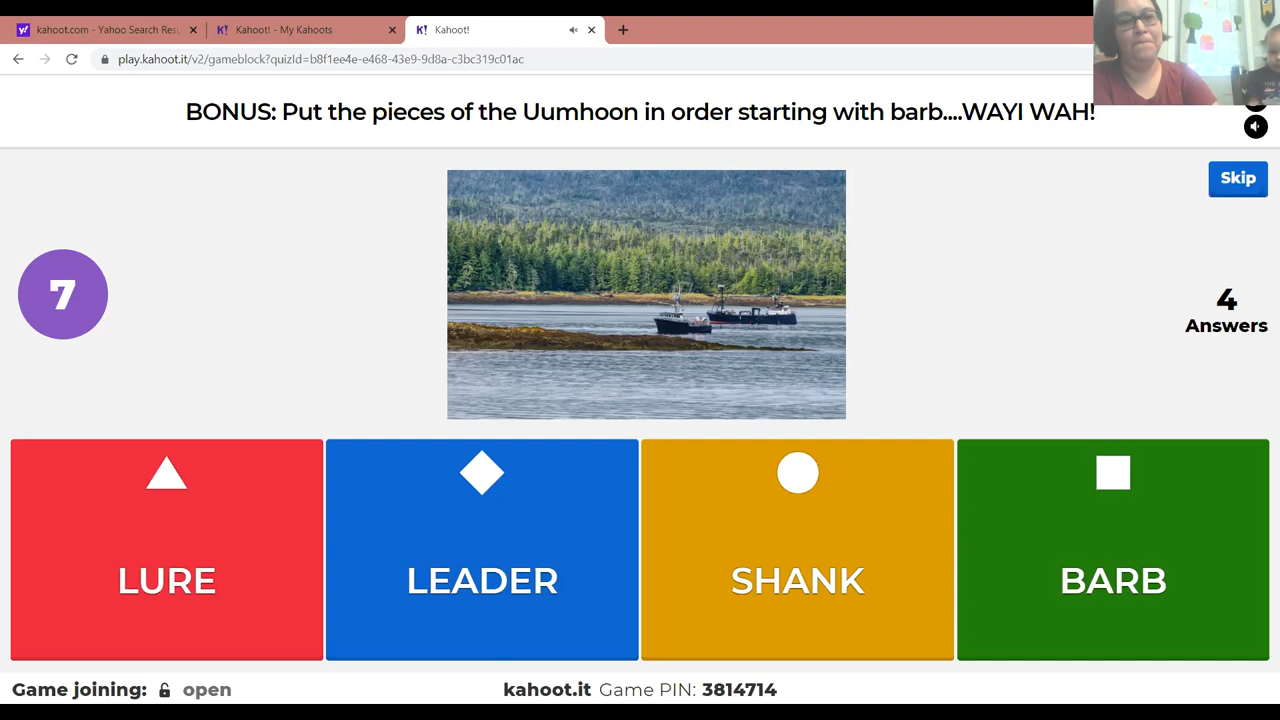 kahoot.com - Yahoo Search Resu
Kahoot! - My Kahoots
Kahoot!
play.kahoot.it/v2/gameblock?quizId=b8f1ee4e-e468-43e9-9d8a-c3bc319c01ac
BONUS: Put the pieces of the Uumhoon in order starting with barb....WAYI WAH!
Skip
7
4
Answers
LURE
LEADER
SHANK
BARB
Game joining: open
kahoot.it Game PIN: 3814714